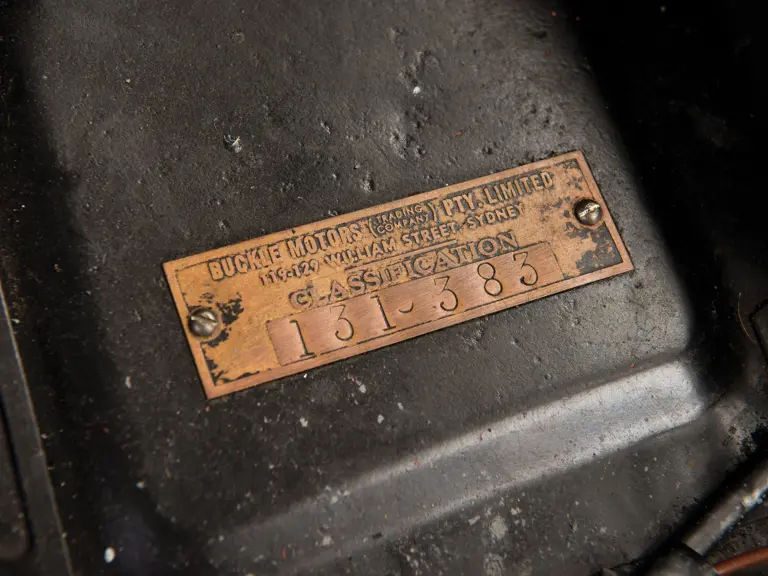 BUCKLE MOTORS (TRADING COMPANY) PTY. LIMITED
119-129 WILLIAM STREET, SYDNEY
CLASSIFICATION
131-383